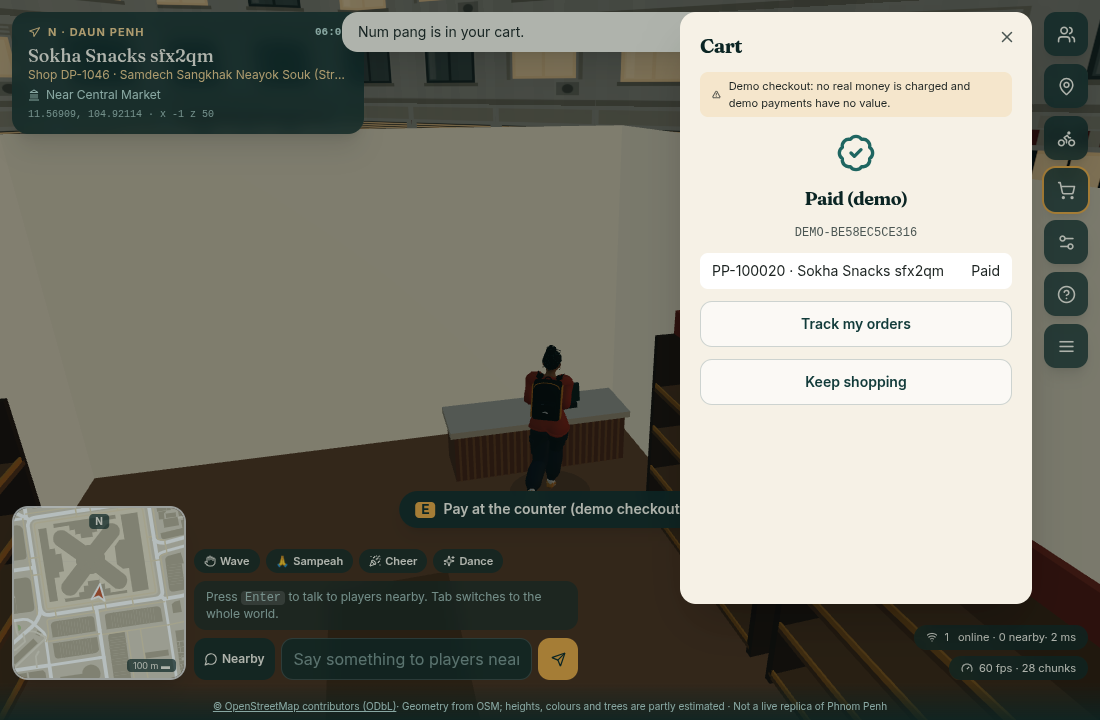 N · DAUN PENH
06:0
Sokha Snacks sfx2qm
Shop DP-1046 · Samdech Sangkhak Neayok Souk (Str…
Near Central Market
11.56909, 104.92114 · x -1 z 50
Num pang is in your cart.
Cart
Demo checkout: no real money is charged and
demo payments have no value.
Paid (demo)
DEMO-BE58EC5CE316
PP-100020 · Sokha Snacks sfx2qm Paid
Track my orders
Keep shopping
E Pay at the counter (demo checkout
N
100 m
Wave
Sampeah
Cheer
Dance
Press Enter to talk to players nearby. Tab switches to the
whole world.
Nearby
Say something to players near
1 online · 0 nearby· 2 ms
60 fps · 28 chunks
© OpenStreetMap contributors (ODbL)· Geometry from OSM; heights, colours and trees are partly estimated · Not a live replica of Phnom Penh